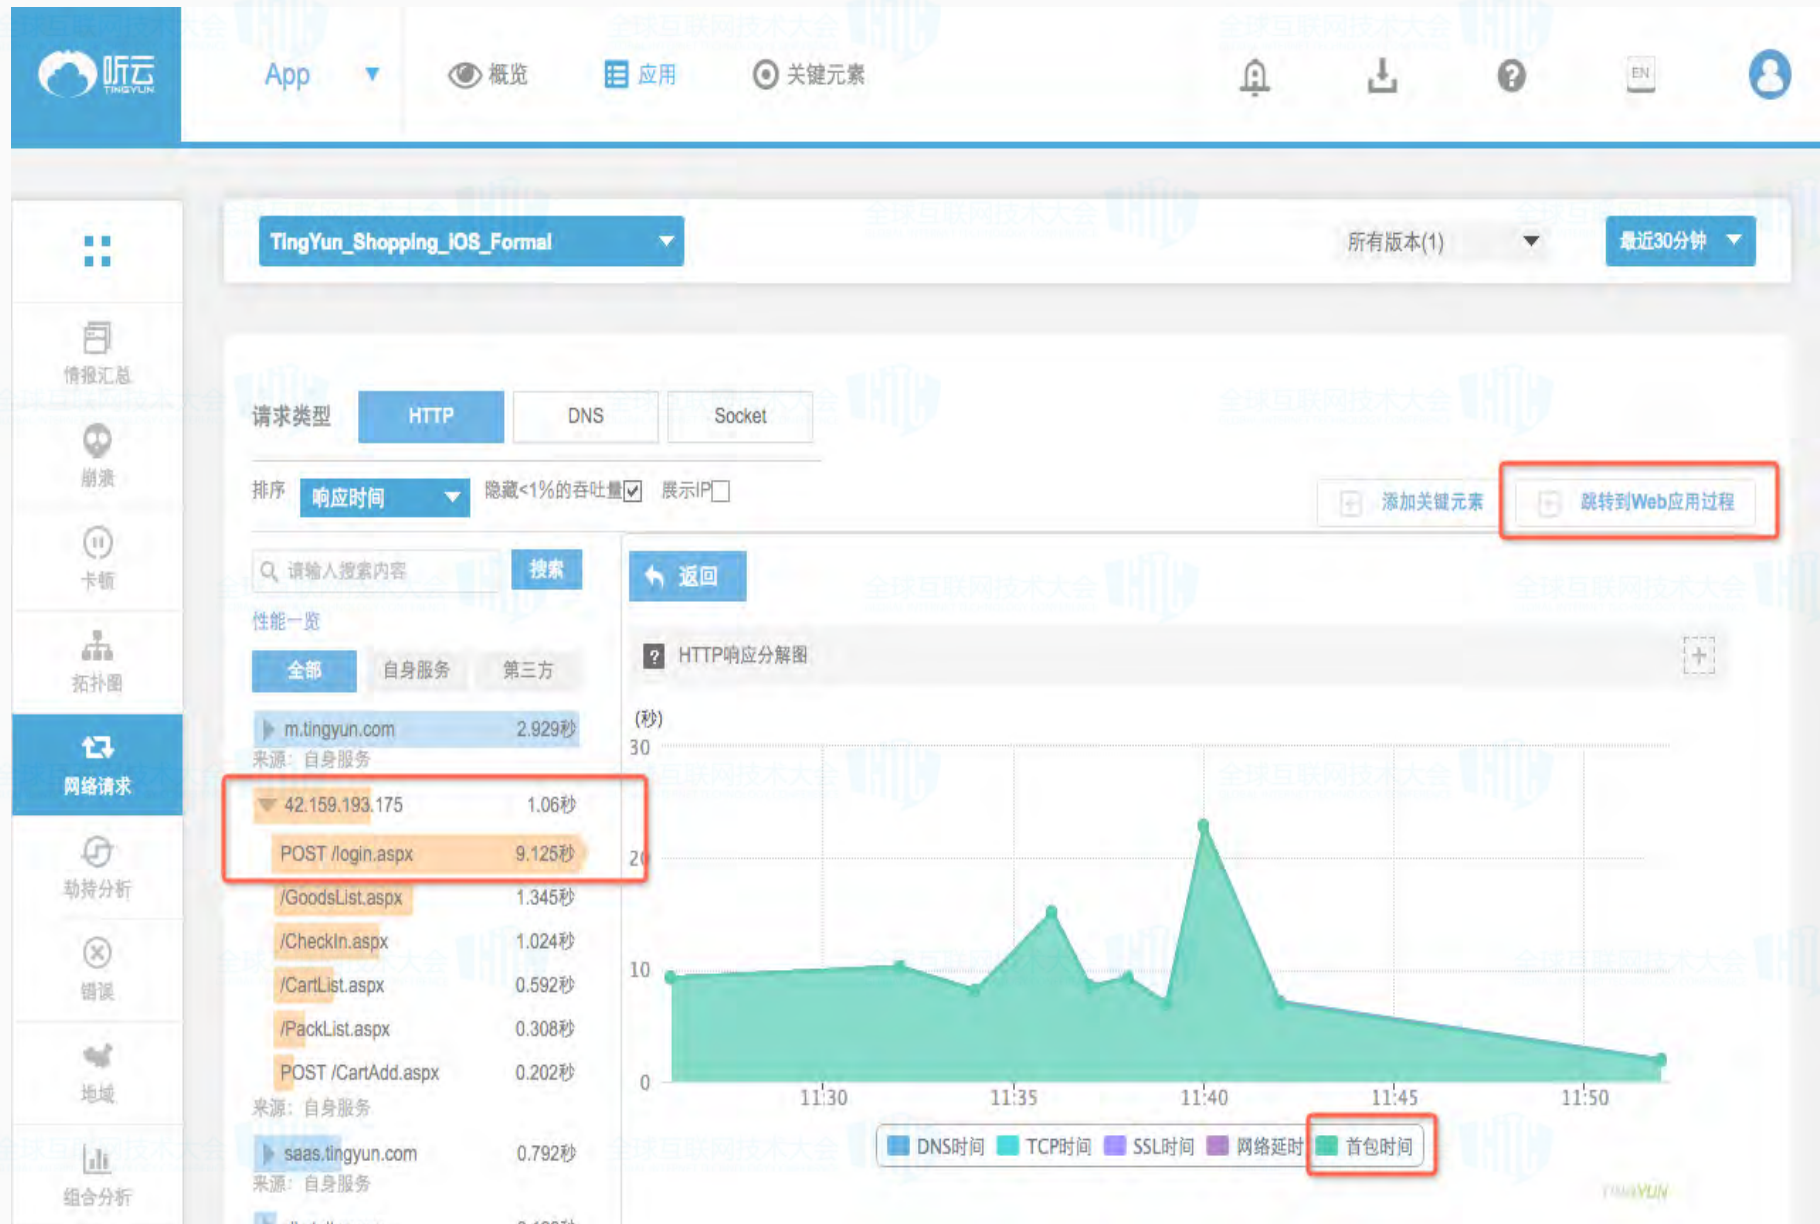 听云
TINGYUN
App
概览
应用
关键元素
EN
TingYun_Shopping_iOS_Formal
所有版本(1)
最近30分钟
情报汇总
崩溃
卡顿
拓扑图
网络请求
劫持分析
错误
地域
组合分析
请求类型
HTTP
DNS
Socket
排序
响应时间
隐藏<1%的吞吐量
展示IP
添加关键元素
跳转到Web应用过程
请输入搜索内容
搜索
返回
性能一览
HTTP响应分解图
全部
自身服务
第三方
m.tingyun.com 2.929秒
来源：自身服务
42.159.193.175 1.06秒
POST /login.aspx 9.125秒
/GoodsList.aspx 1.345秒
/CheckIn.aspx 1.024秒
/CartList.aspx 0.592秒
/PackList.aspx 0.308秒
POST /CartAdd.aspx 0.202秒
来源：自身服务
saas.tingyun.com 0.792秒
来源：自身服务
(秒)
30
20
10
0
11:30
11:35
11:40
11:45
11:50
DNS时间
TCP时间
SSL时间
网络延时
首包时间
TINGYUN
全球互联网技术大会